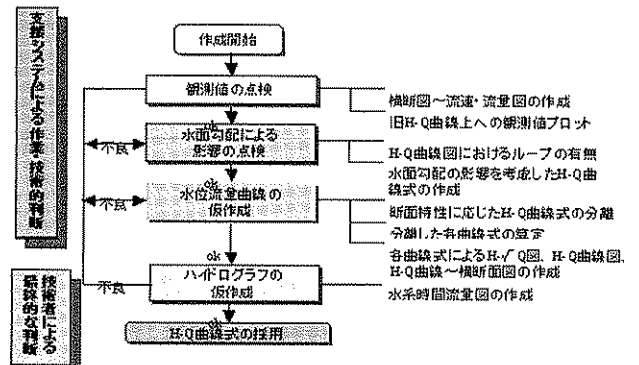 支援システムによる作業・技術的判断
作成開始
観測値の点検
横断図～流速・流量図の作成
旧H-Q曲線上への観測値プロット
ok
不良
水面勾配による
影響の点検
H-Q曲線図におけるループの有無
水面勾配の影響を考慮したH-Q曲
線式の作成
ok
不良
水位流量曲線の
仮作成
断面特性に応じたH-Q曲線式の分離
分離した各曲線式の算定
各曲線式によるH-√Q図、H-Q曲線図、
H-Q曲線～横断面図の作成
ok
技術者による
最終的な判断
不良
ハイドログラフの
仮作成
水系時間流量図の作成
ok
H-Q曲線式の採用